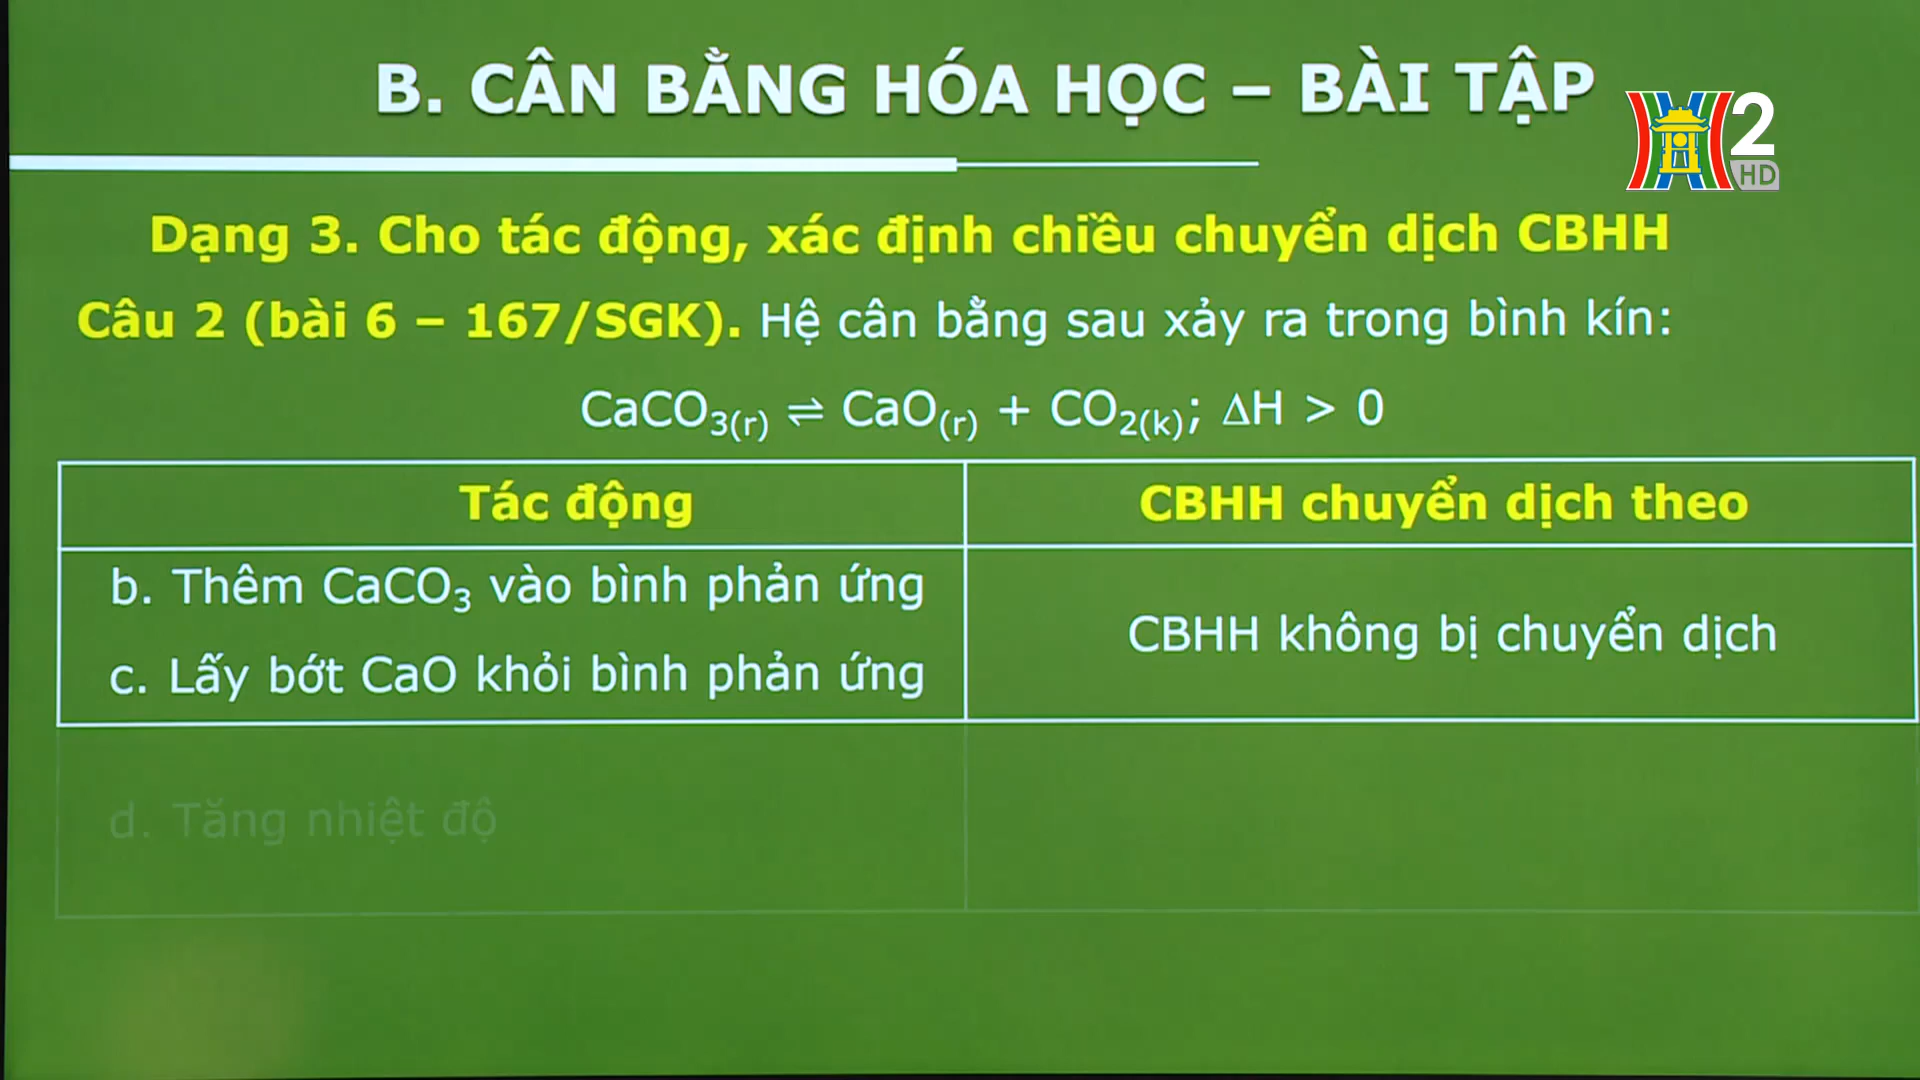 B. CÂN BẰNG HÓA HỌC – BÀI TẬP
2
HD
Dạng 3. Cho tác động, xác định chiều chuyển dịch CBHH
Câu 2 (bài 6 – 167/SGK). Hệ cân bằng sau xảy ra trong bình kín:
CaCO₃₍ᵣ₎ ⇌ CaO₍ᵣ₎ + CO₂₍ₖ₎; ΔH > 0
Tác động
CBHH chuyển dịch theo
b. Thêm CaCO₃ vào bình phản ứng
c. Lấy bớt CaO khỏi bình phản ứng
CBHH không bị chuyển dịch
d. Tăng nhiệt độ